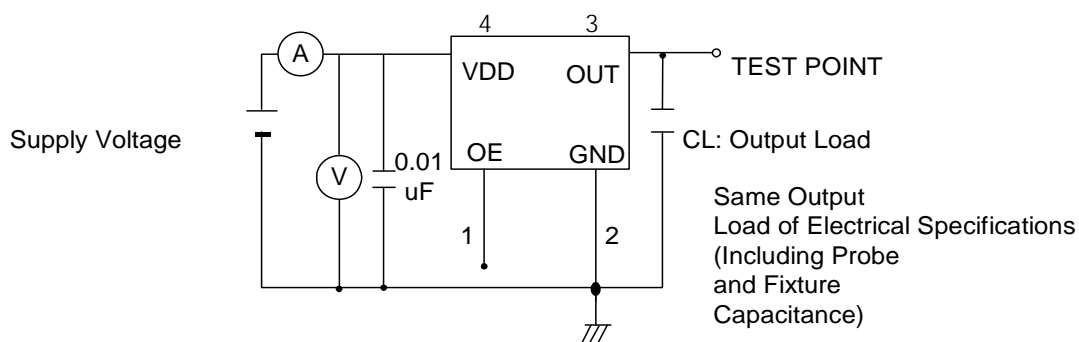 4
3
A
VDD
OUT
TEST POINT
Supply Voltage
CL: Output Load
OE
GND
0.01
uF
V
1
2
Same Output
Load of Electrical Specifications
(Including Probe
and Fixture
Capacitance)